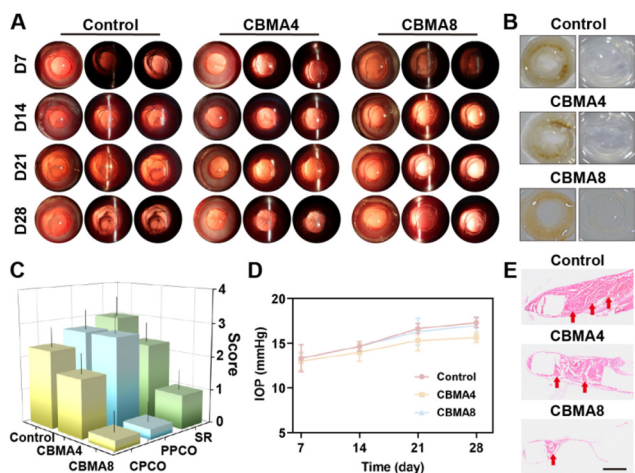 A
Control
CBMA4
CBMA8
D7
D14
D21
D28
B
Control
CBMA4
CBMA8
C
4
3
2
1
0
Score
Control
CBMA4
CBMA8
CPCO
PPCO
SR
D
20
15
10
5
IOP (mmHg)
Control
CBMA4
CBMA8
7
14
21
28
Time (day)
E
Control
CBMA4
CBMA8